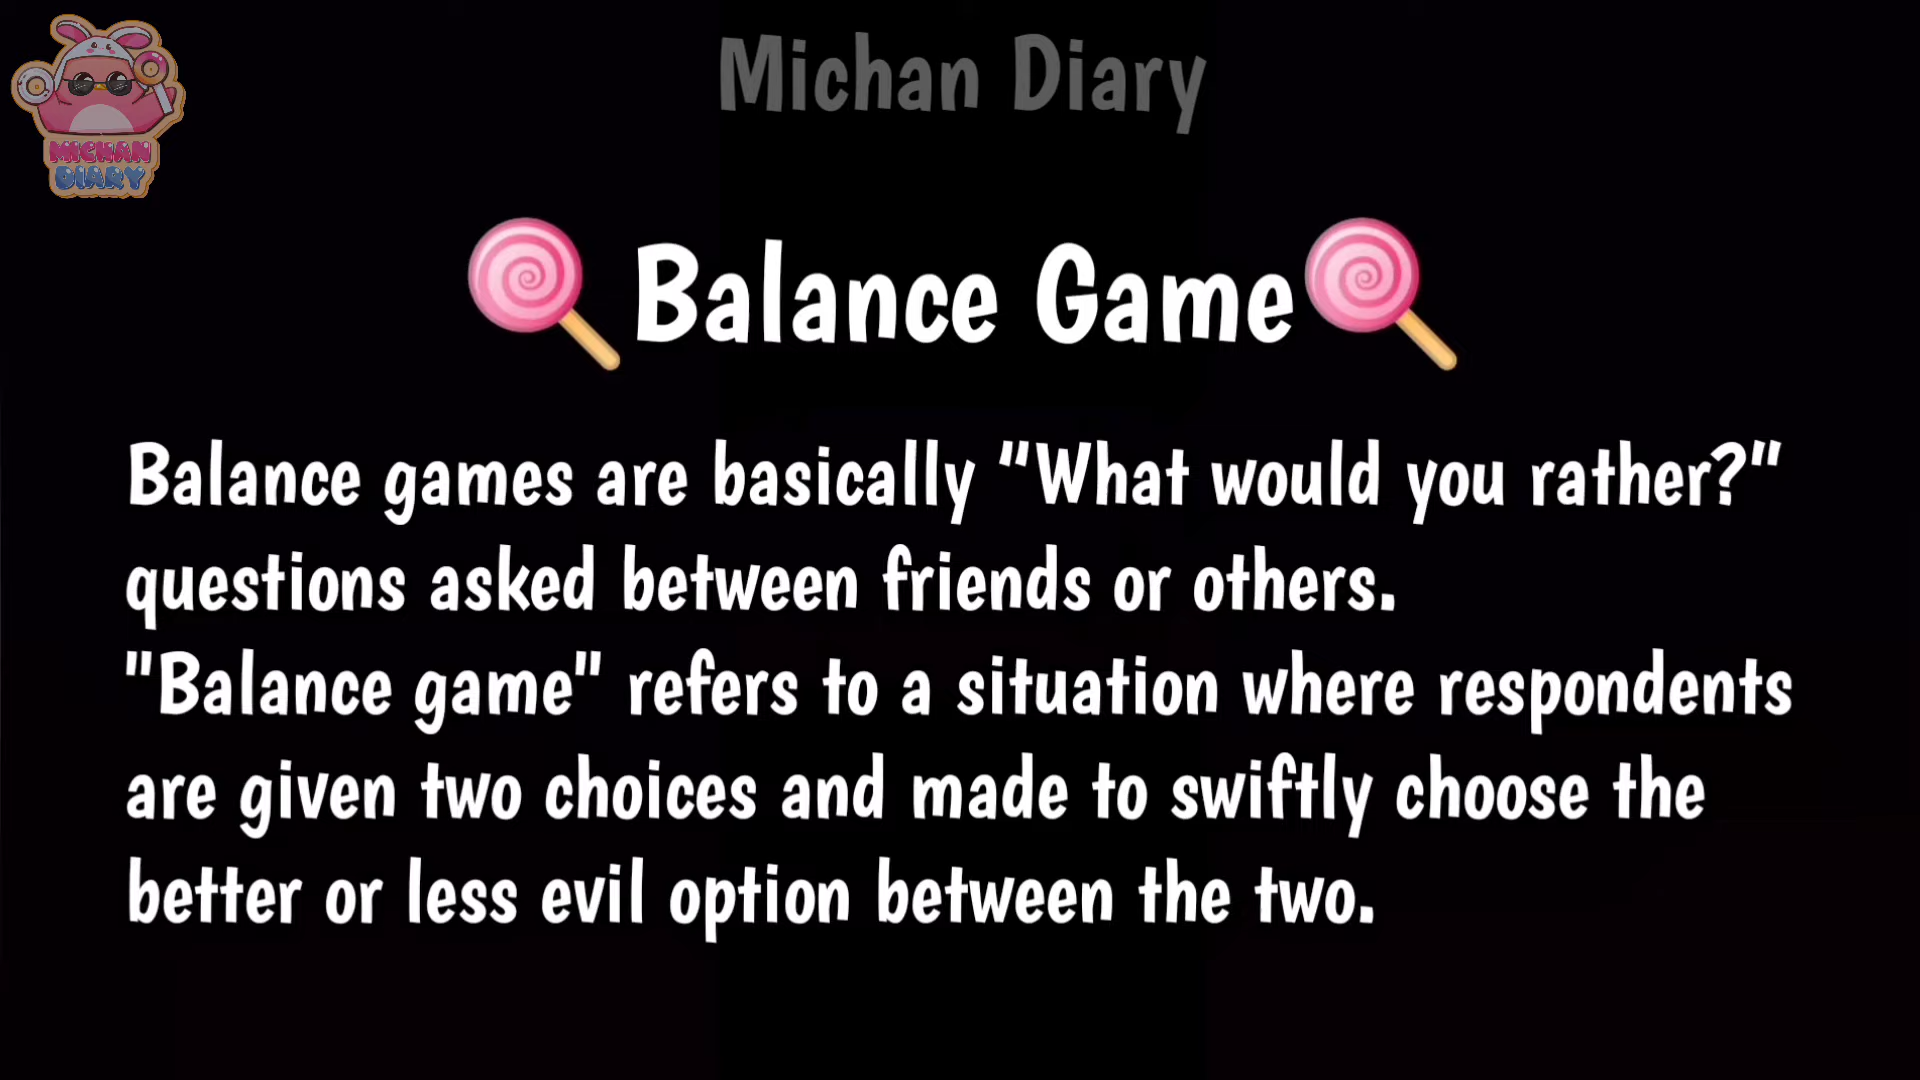 MICHAN
DIARY
Michan Diary
Balance Game
Balance games are basically “What would you rather?”
questions asked between friends or others.
"Balance game" refers to a situation where respondents
are given two choices and made to swiftly choose the
better or less evil option between the two.